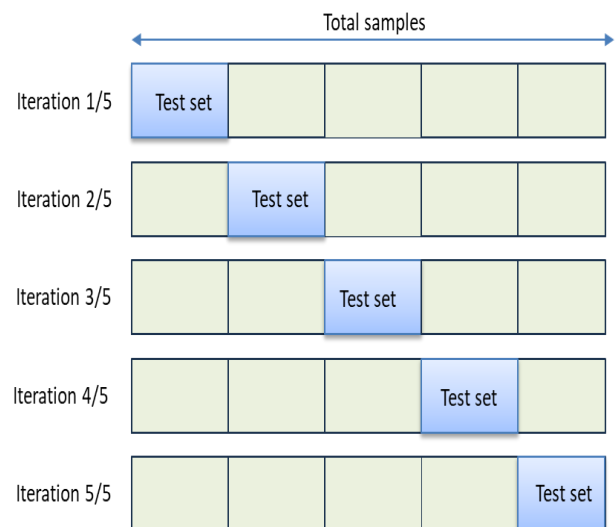 Total samples
Iteration 1/5
Test set
Iteration 2/5
Test set
Iteration 3/5
Test set
Iteration 4/5
Test set
Iteration 5/5
Test set